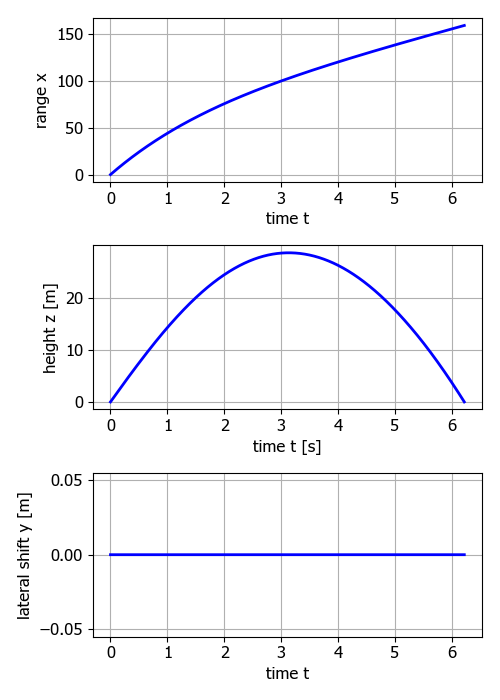 150
100
50
0
range x
0 1 2 3 4 5 6
time t
20
10
0
height z [m]
0 1 2 3 4 5 6
time t [s]
0.05
0.00
−0.05
lateral shift y [m]
0 1 2 3 4 5 6
time t